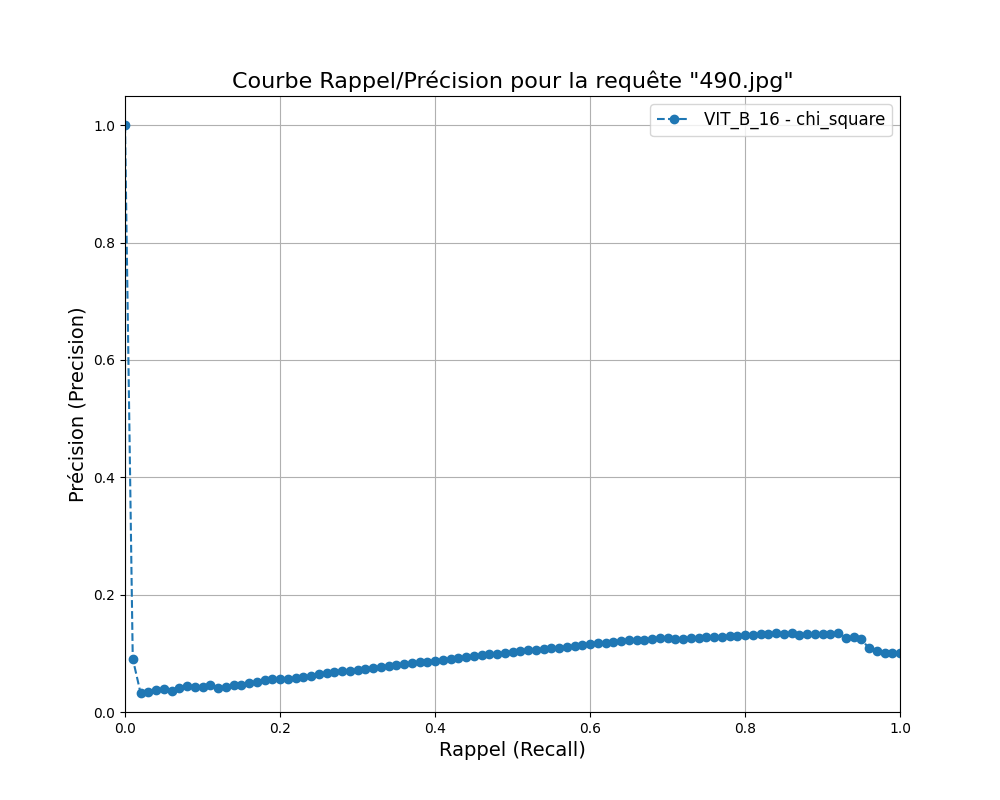 Courbe Rappel/Précision pour la requête "490.jpg"
VIT_B_16 - chi_square
1.0
0.8
0.6
0.4
0.2
0.0
Précision (Precision)
0.0 0.2 0.4 0.6 0.8 1.0
Rappel (Recall)